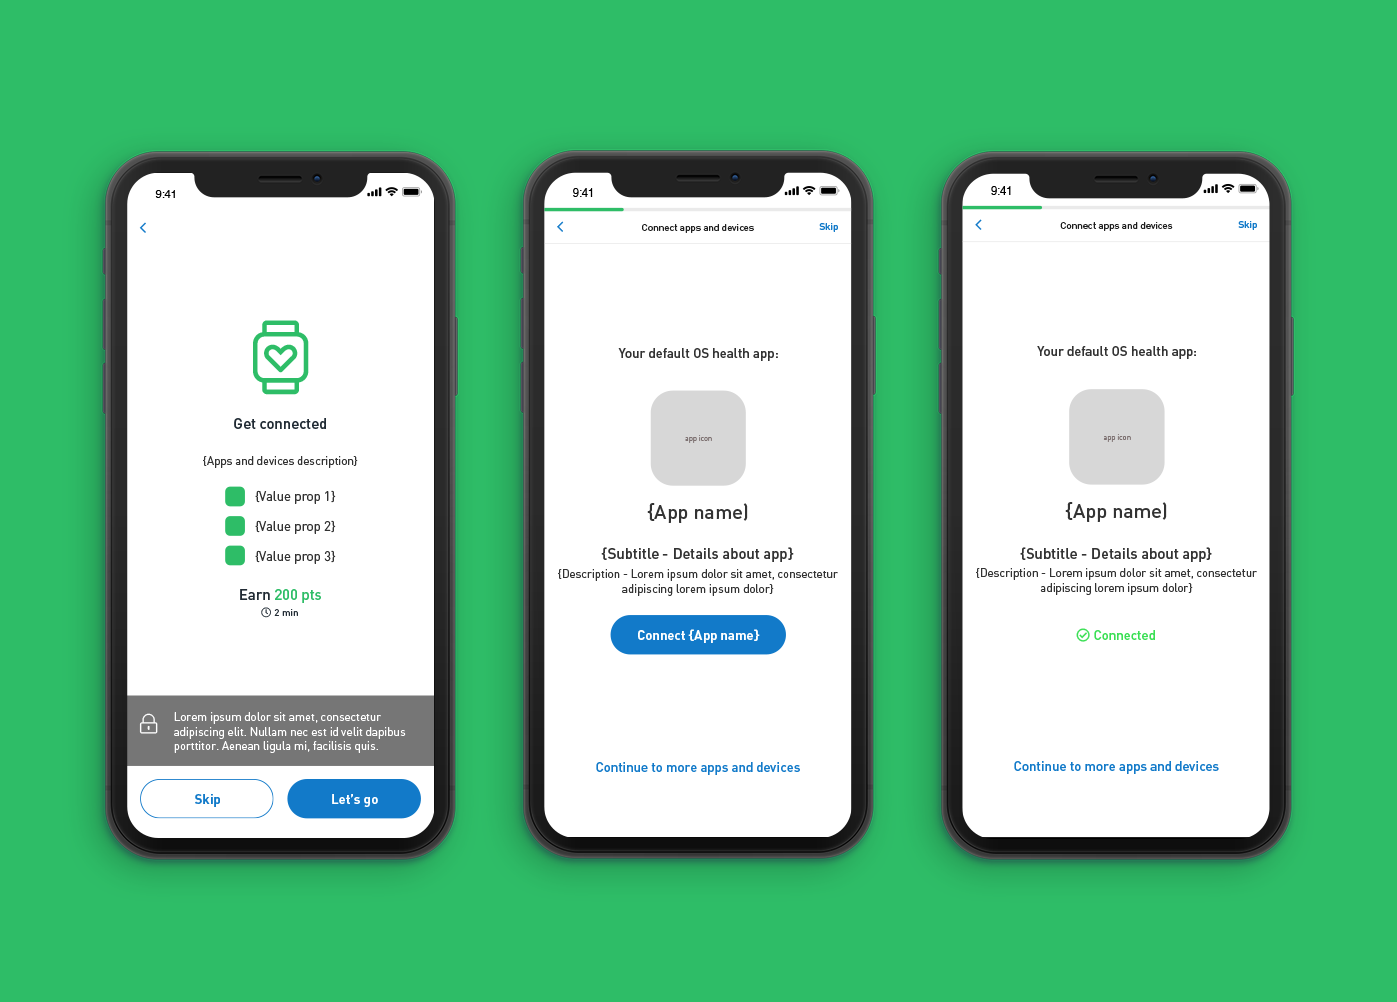 9:41
Get connected
{Apps and devices description}
{Value prop 1}
{Value prop 2}
{Value prop 3}
Earn 200 pts
2 min
Lorem ipsum dolor sit amet, consectetur
adipiscing elit. Nullam nec est id velit dapibus
porttitor. Aenean ligula mi, facilisis quis.
Skip
Let's go
9:41
Connect apps and devices
Skip
Your default OS health app:
app icon
{App name)
{Subtitle - Details about app}
{Description - Lorem ipsum dolor sit amet, consectetur
adipiscing lorem ipsum dolor}
Connect {App name}
Continue to more apps and devices
9:41
Connect apps and devices
Skip
Your default OS health app:
app icon
{App name)
{Subtitle - Details about app}
{Description - Lorem ipsum dolor sit amet, consectetur
adipiscing lorem ipsum dolor}
Connected
Continue to more apps and devices